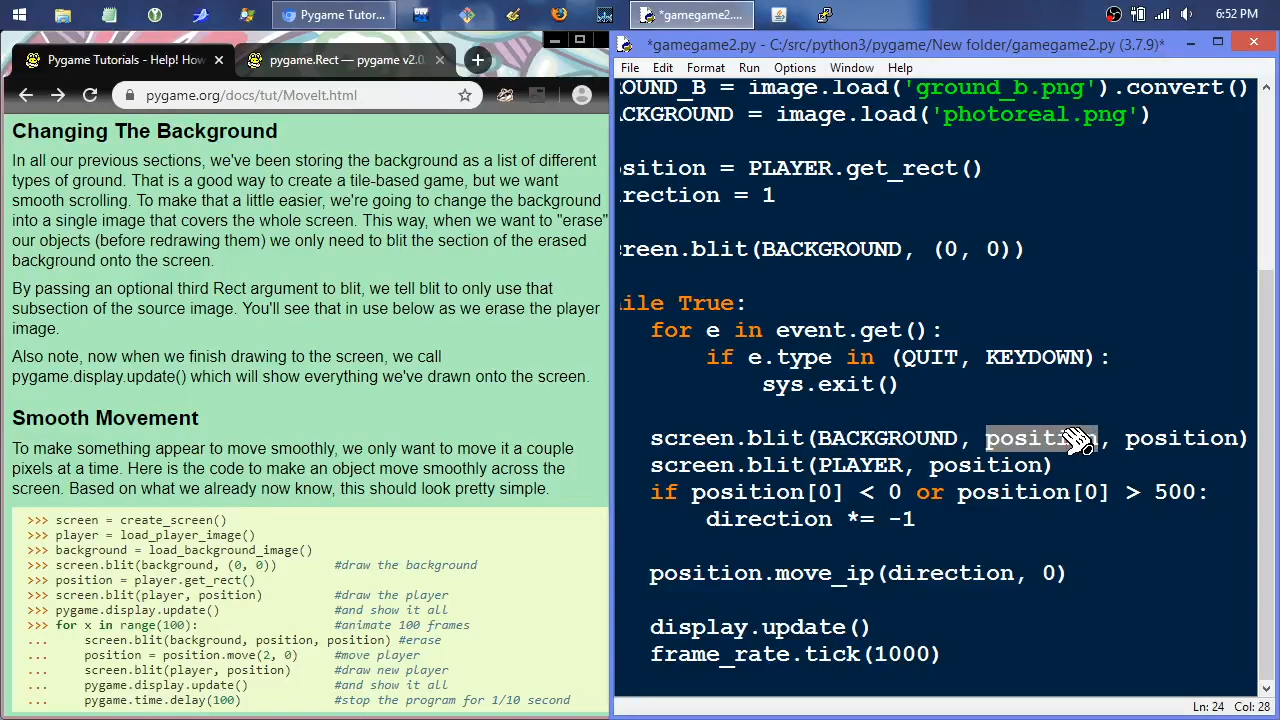 Pygame Tutor...
*gamegame2....
6:52 PM
Pygame Tutorials - Help! How
pygame.Rect — pygame v2.0.
pygame.org/docs/tut/MoveIt.html
Changing The Background
In all our previous sections, we've been storing the background as a list of different
types of ground. That is a good way to create a tile-based game, but we want
smooth scrolling. To make that a little easier, we're going to change the background
into a single image that covers the whole screen. This way, when we want to "erase"
our objects (before redrawing them) we only need to blit the section of the erased
background onto the screen.
By passing an optional third Rect argument to blit, we tell blit to only use that
subsection of the source image. You'll see that in use below as we erase the player
image.
Also note, now when we finish drawing to the screen, we call
pygame.display.update() which will show everything we've drawn onto the screen.
Smooth Movement
To make something appear to move smoothly, we only want to move it a couple
pixels at a time. Here is the code to make an object move smoothly across the
screen. Based on what we already now know, this should look pretty simple.
>>> screen = create_screen()
>>> player = load_player_image()
>>> background = load_background_image()
>>> screen.blit(background, (0, 0)) #draw the background
>>> position = player.get_rect()
>>> screen.blit(player, position) #draw the player
>>> pygame.display.update() #and show it all
>>> for x in range(100): #animate 100 frames
... screen.blit(background, position, position) #erase
... position = position.move(2, 0) #move player
... screen.blit(player, position) #draw new player
... pygame.display.update() #and show it all
... pygame.time.delay(100) #stop the program for 1/10 second
*gamegame2.py - C:/src/python3/pygame/New folder/gamegame2.py (3.7.9)*
File Edit Format Run Options Window Help
ROUND_B = image.load('ground_b.png').convert()
ACKGROUND = image.load('photoreal.png')
osition = PLAYER.get_rect()
irection = 1
creen.blit(BACKGROUND, (0, 0))
hile True:
for e in event.get():
if e.type in (QUIT, KEYDOWN):
sys.exit()
screen.blit(BACKGROUND, position, position)
screen.blit(PLAYER, position)
if position[0] < 0 or position[0] > 500:
direction *= -1
position.move_ip(direction, 0)
display.update()
frame_rate.tick(1000)
Ln: 24 Col: 28